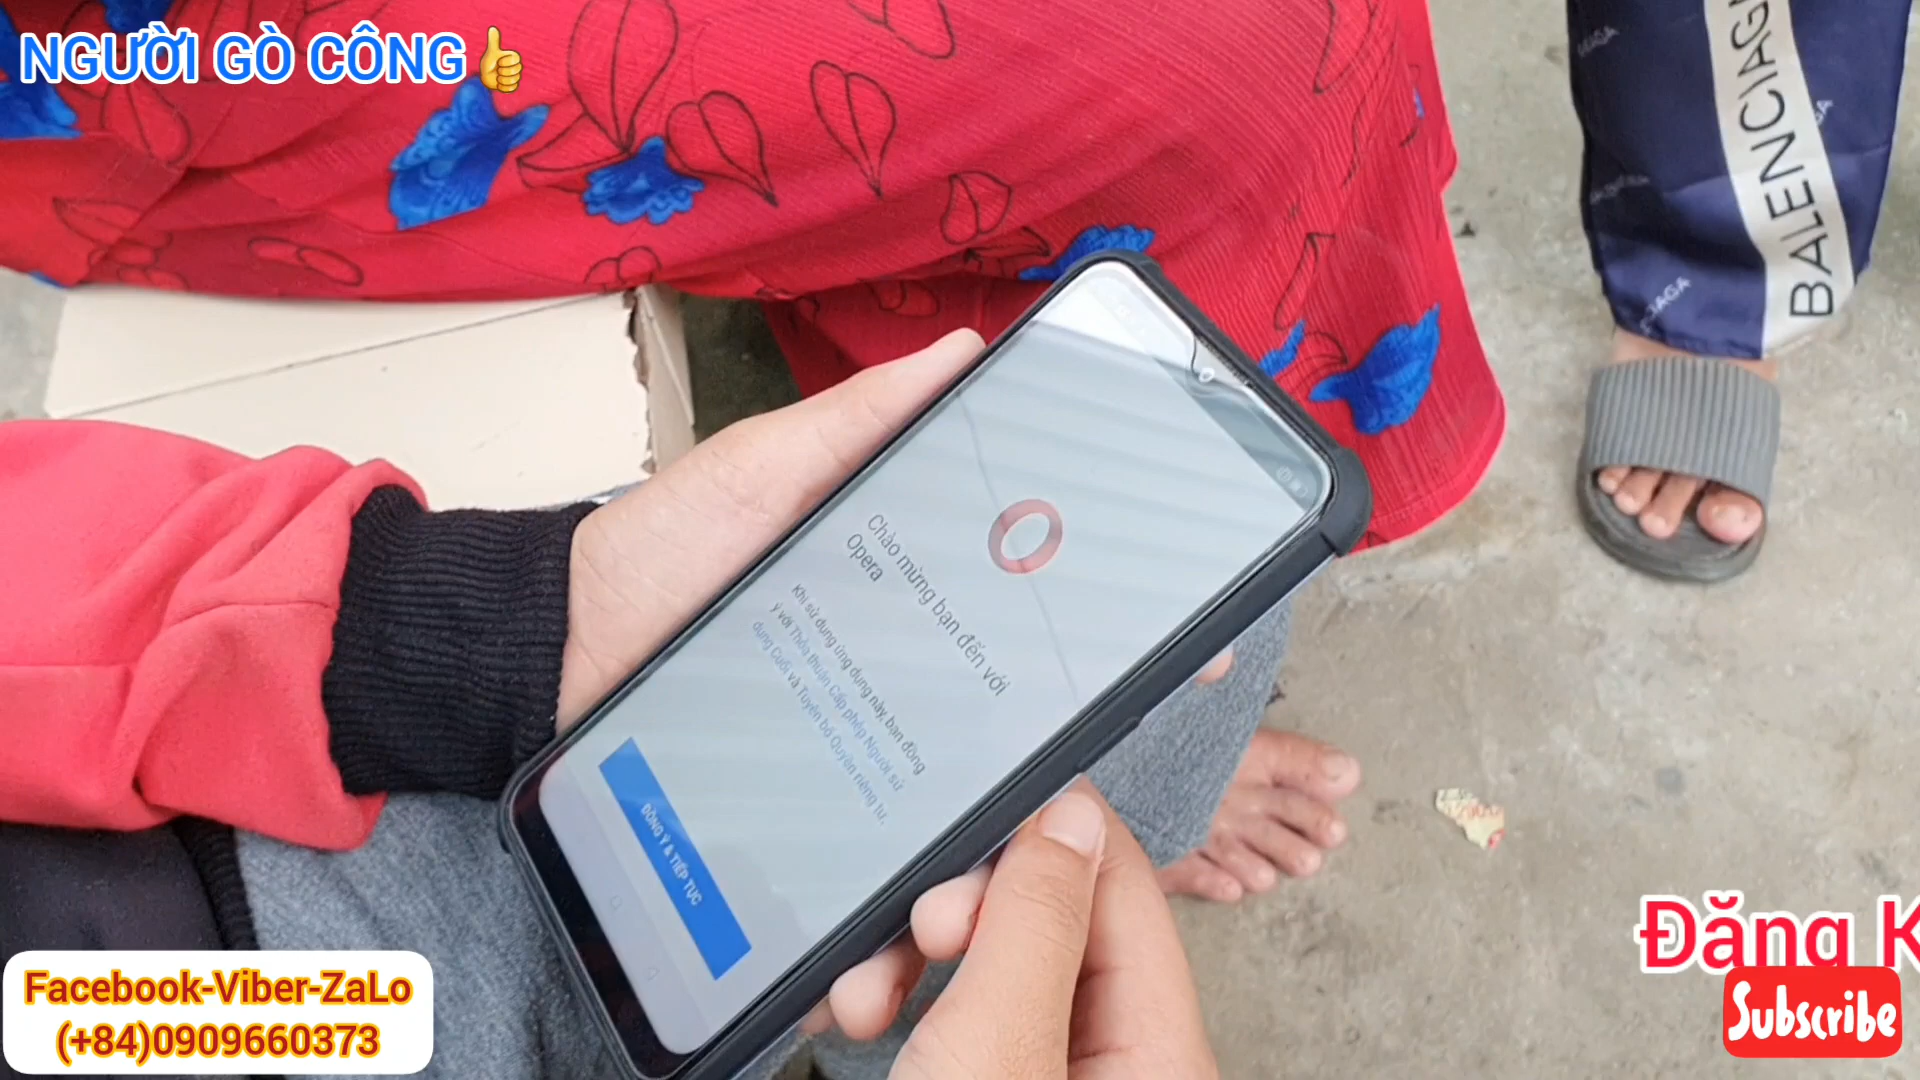 NGƯỜI GÒ CÔNG👍
BALENCIAGA
Chào mừng bạn đến với
Opera
Khi sử dụng ứng dụng này, bạn đồng
ý với Thỏa thuận Cấp phép Người sử
dụng Cuối và Tuyên bố Quyền riêng tư.
ĐỒNG Ý & TIẾP TỤC
Facebook-Viber-ZaLo
(+84)0909660373
Đăng K
Subscribe